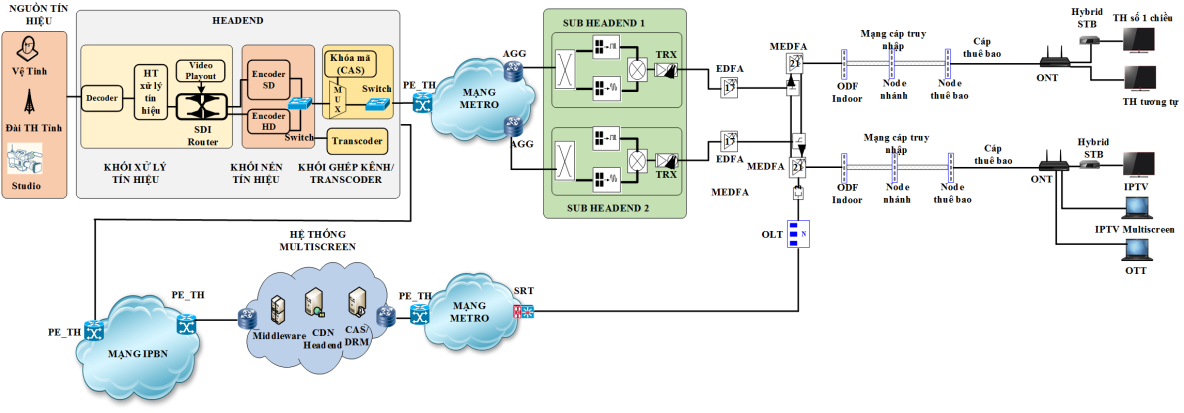 NGUỒN TÍN
HIỆU
Vệ Tinh
Đài TH Tỉnh
Studio
HEADEND
Decoder
HT
xử lý
tín
hiệu
Video
Playout
SDI
Router
Encoder
SD
Encoder
HD
Switch
Khóa mã
(CAS)
MUX
Switch
Transcoder
KHỐI XỬ LÝ
TÍN HIỆU
KHỐI NÉN
TÍN HIỆU
KHỐI GHÉP KÊNH/
TRANSCODER
PE_TH
AGG
MẠNG
METRO
AGG
SUB HEADEND 1
TRX
SUB HEADEND 2
TRX
EDFA
17
EDFA
17
MEDFA
21
MEDFA
21
MEDFA
OLT
N
Mạng cáp truy
nhập
Cáp
thuê bao
ODF
Indoor
Node
nhánh
Node
thuê bao
ONT
Hybrid
STB
TH số 1 chiều
TH tương tự
Mạng cáp truy
nhập
Cáp
thuê bao
ODF
Indoor
Node
nhánh
Node
thuê bao
ONT
Hybrid
STB
IPTV
IPTV Multiscreen
OTT
HỆ THỐNG
MULTISCREEN
PE_TH
MẠNG IPBN
PE_TH
Middleware
CDN
Headend
CAS/
DRM
PE_TH
MẠNG
METRO
SRT